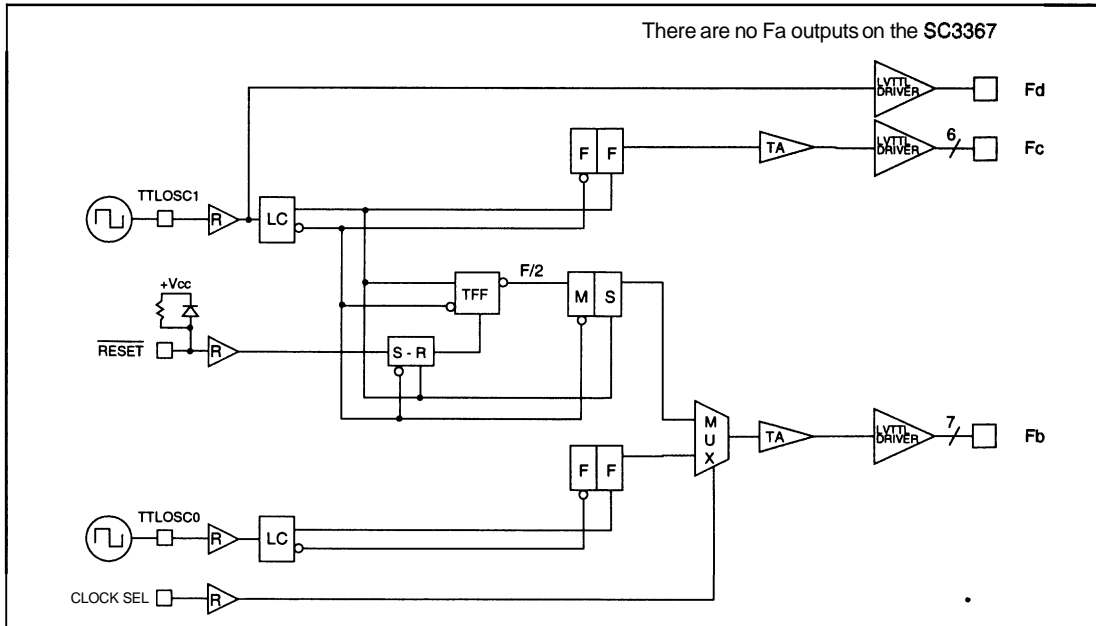 There are no Fa outputs on the SC3367
LVTTL
DRIVER
Fd
6
LVTTL
DRIVER
Fc
F F
TA
TTLOSC1
R
LC
+Vcc
TFF
F/2
M S
RESET
R
S - R
MUX
TA
LVTTL
DRIVER
7
Fb
F F
TTLOSC0
R
LC
CLOCK SEL
R